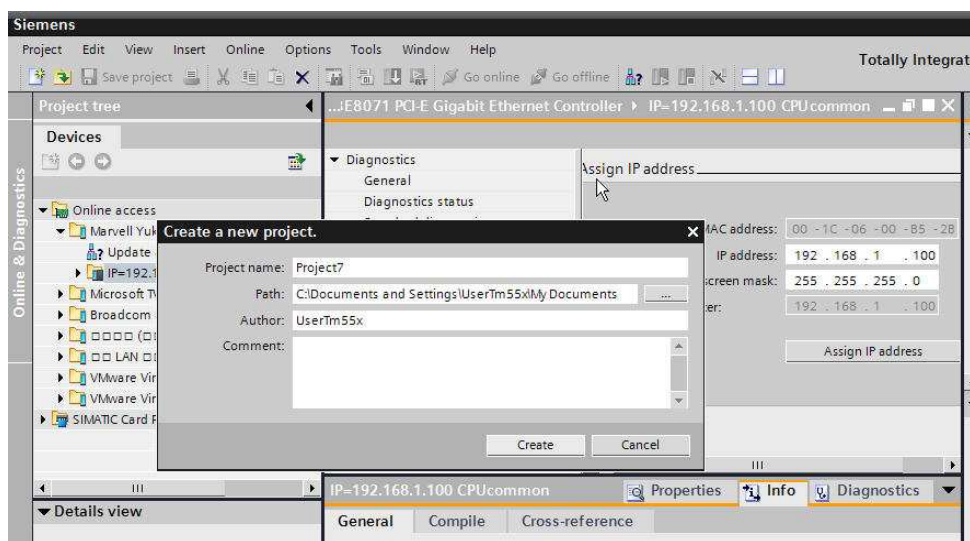 Siemens
Project Edit View Insert Online Options Tools Window Help
Save project Go online Go offline
Totally Integrat
Project tree
...:E8071 PCI-E Gigabit Ethernet Controller IP=192.168.1.100 CPUcommon
Devices
Online & Diagnostics
Diagnostics
General
Diagnostics status
Assign IP address
Online access
Marvell Yuk
Update
IP=192.1
Microsoft
Broadcom
LAN
VMware Vir
VMware Vir
SIMATIC Card
Create a new project.
Project name: Project7
Path: C:\Documents and Settings\UserTm55x\My Documents ...
Author: UserTm55x
Comment:
Create Cancel
MAC address: 00 -1C -06 -00 -B5 -2B
IP address: 192 . 168 . 1 . 100
screen mask: 255 . 255 . 255 . 0
ter: 192 . 168 . 1 . 100
Assign IP address
IP=192.168.1.100 CPUcommon
Properties Info Diagnostics
Details view
General Compile Cross-reference